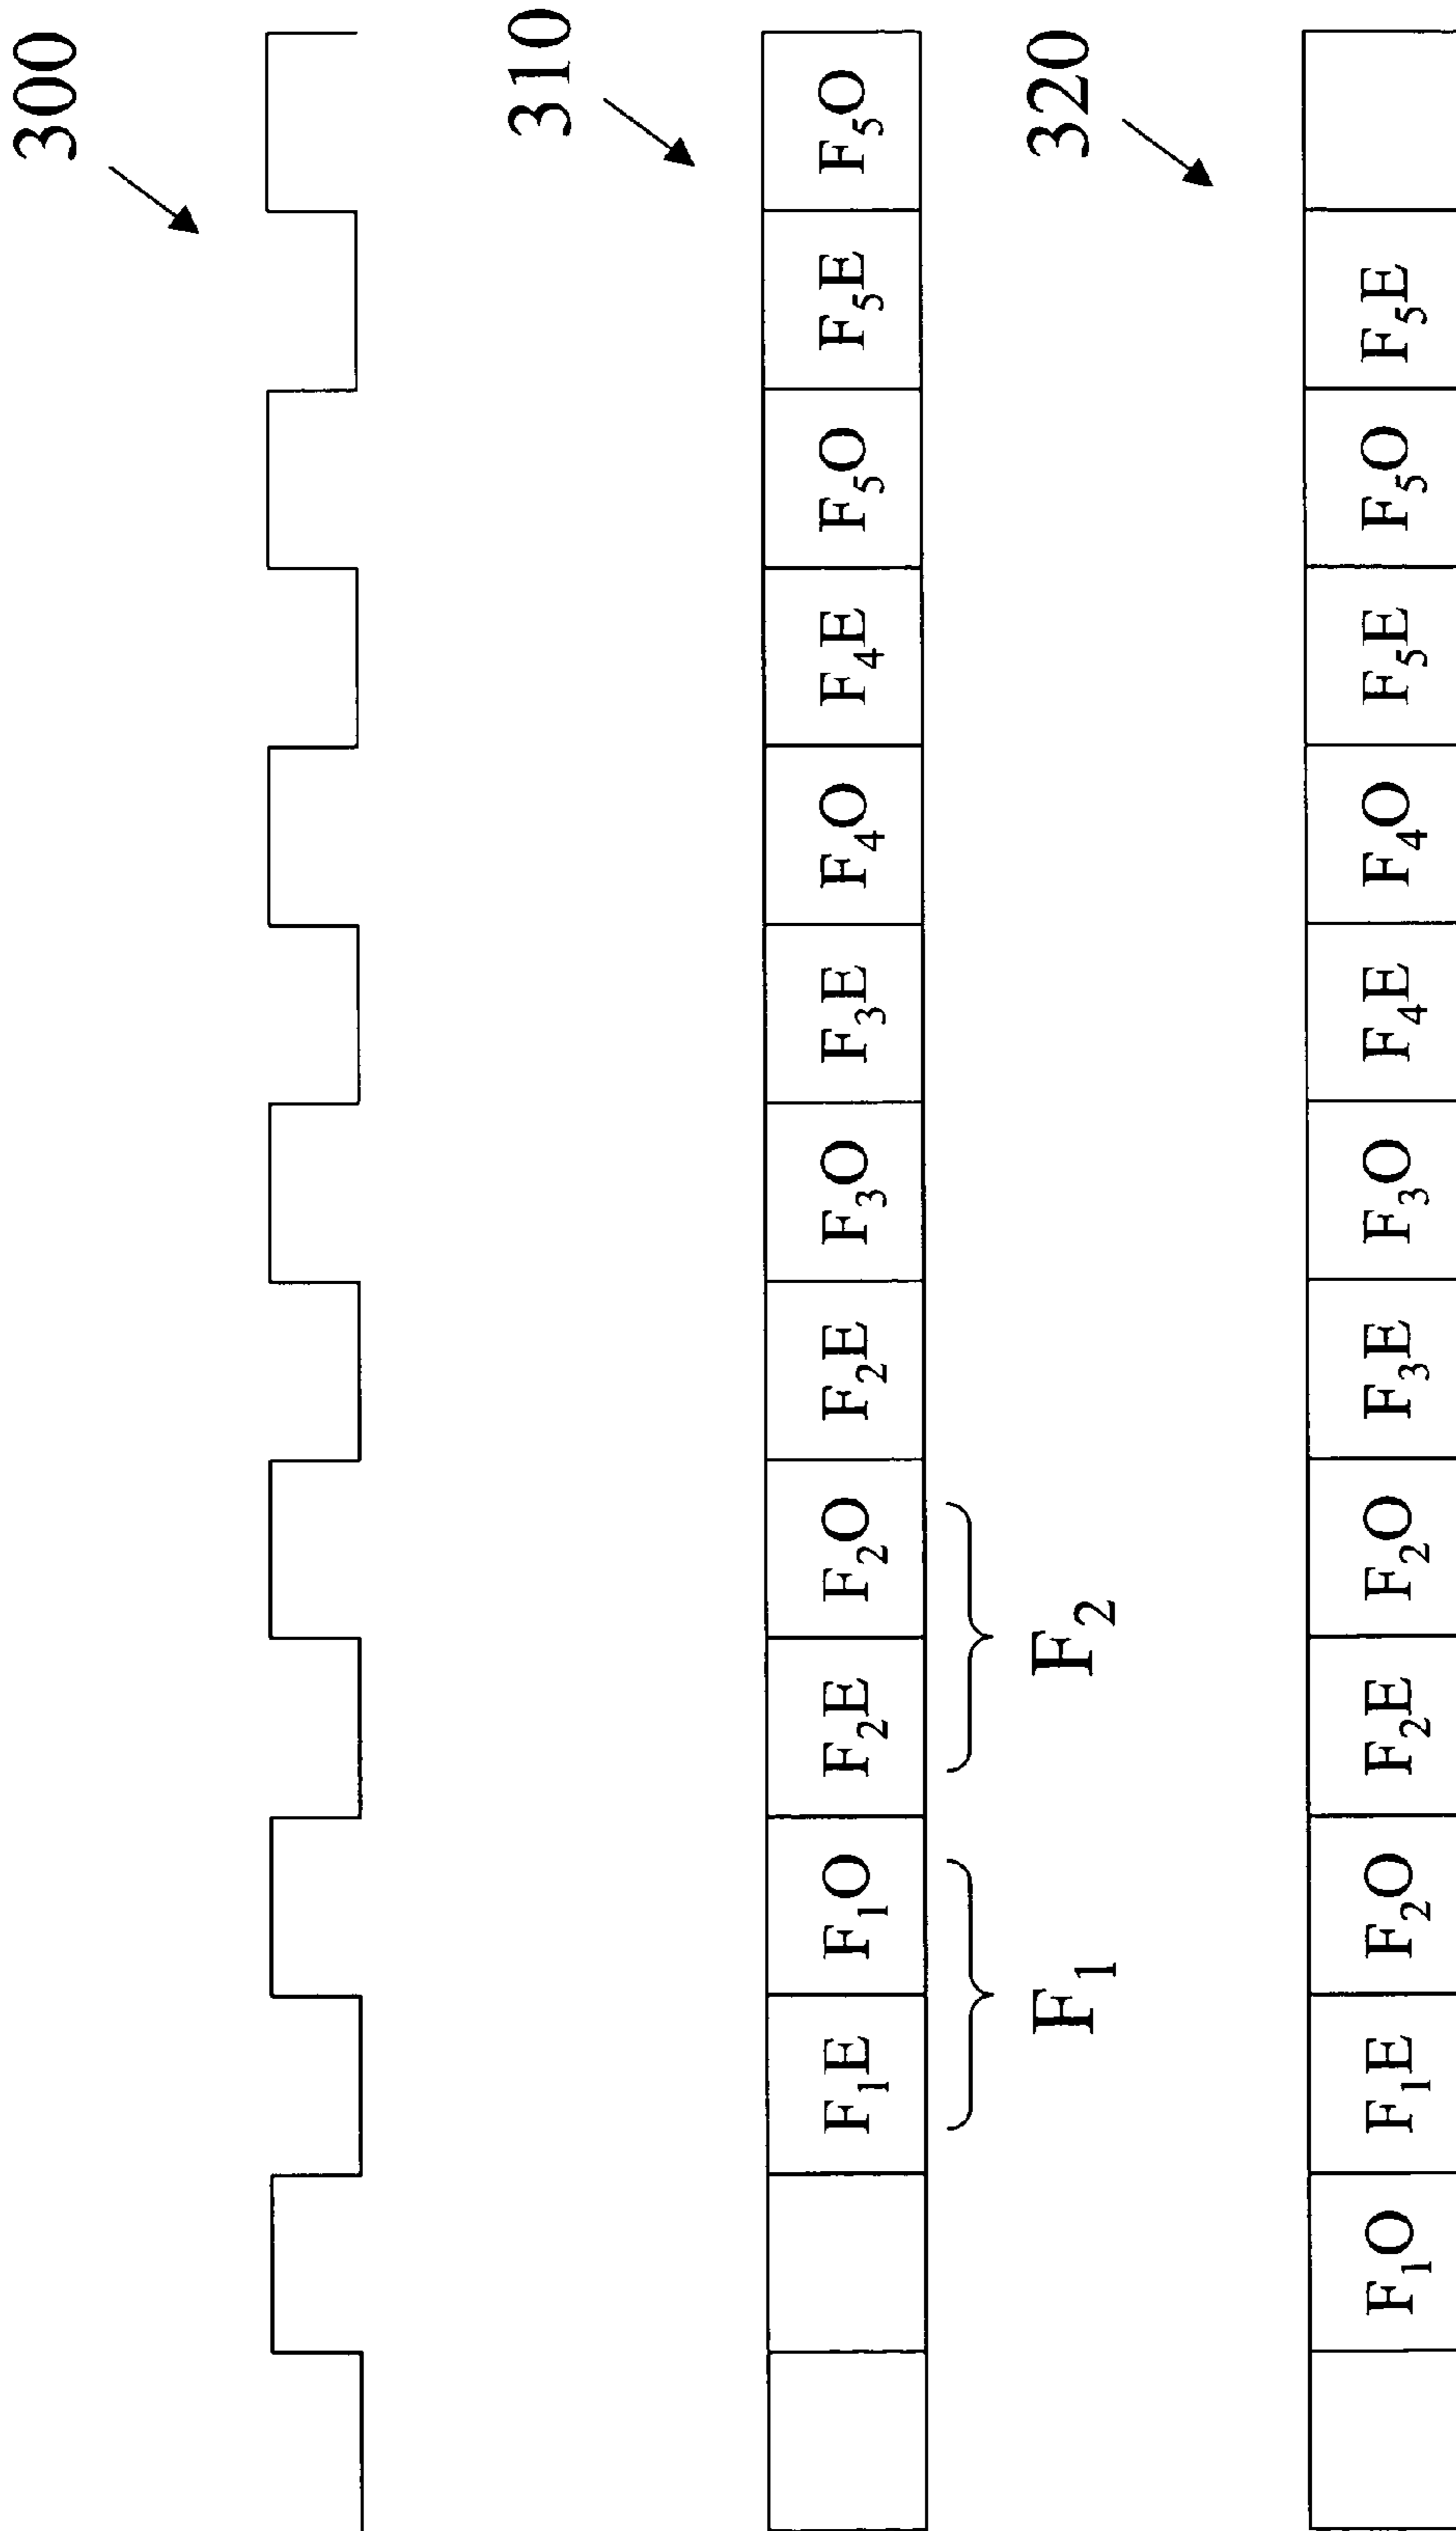 300
310
F₁E F₁O F₂E F₂O F₂E F₃O F₃E F₄O F₄E F₅O F₅E F₅O
F₁ F₂
320
F₁O F₁E F₂O F₂E F₂O F₃E F₃O F₄E F₄O F₅E F₅O F₅E